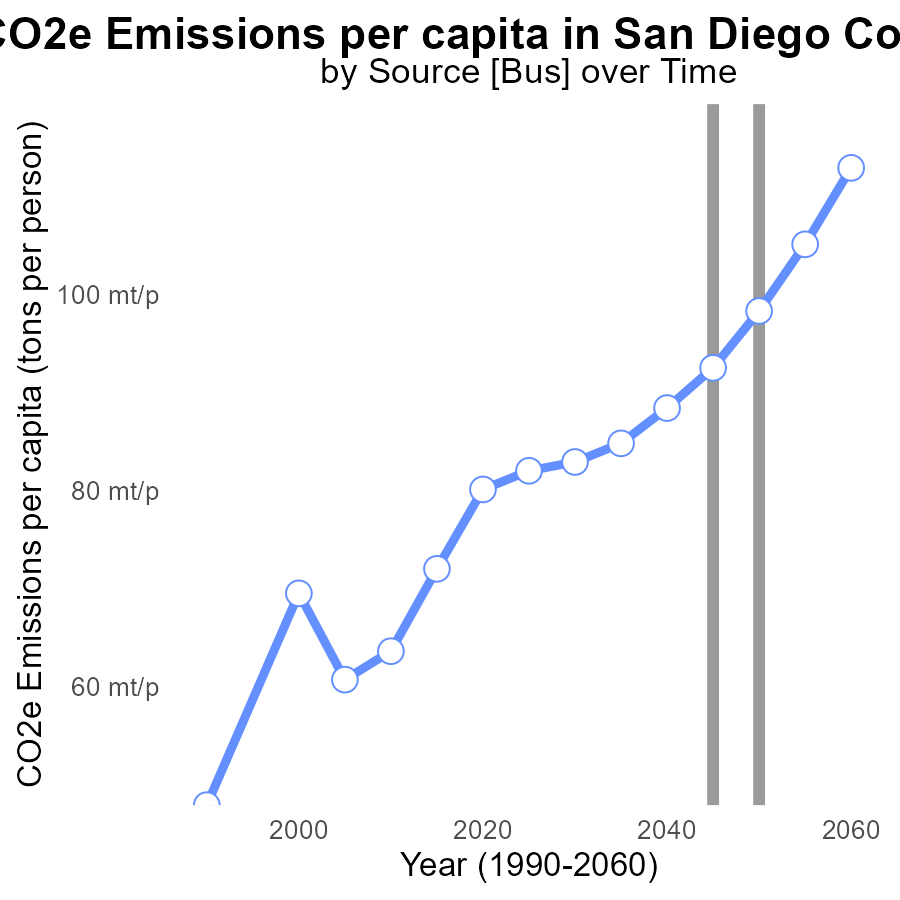 CO2e Emissions per capita in San Diego Co
by Source [Bus] over Time
CO2e Emissions per capita (tons per person)
100 mt/p
80 mt/p
60 mt/p
2000 2020 2040 2060
Year (1990-2060)